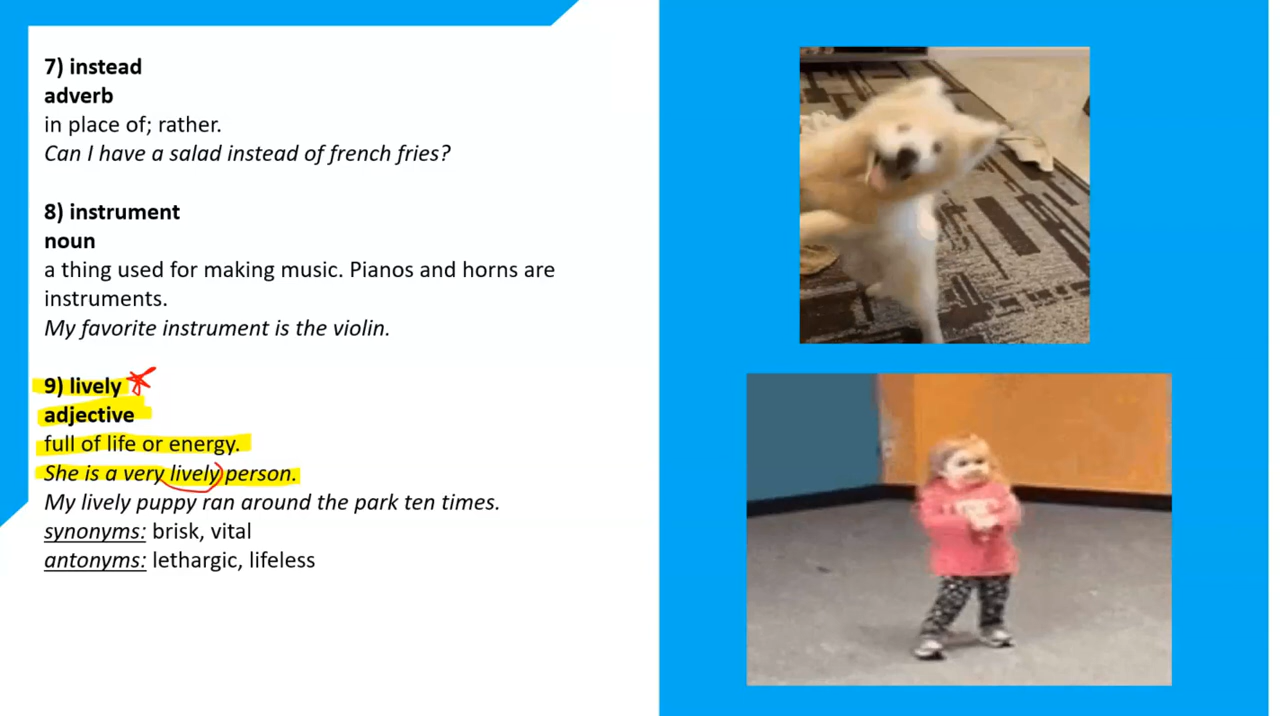 7) instead
adverb
in place of; rather.
Can I have a salad instead of french fries?
8) instrument
noun
a thing used for making music. Pianos and horns are
instruments.
My favorite instrument is the violin.
9) lively
adjective
full of life or energy.
She is a very lively person.
My lively puppy ran around the park ten times.
synonyms: brisk, vital
antonyms: lethargic, lifeless